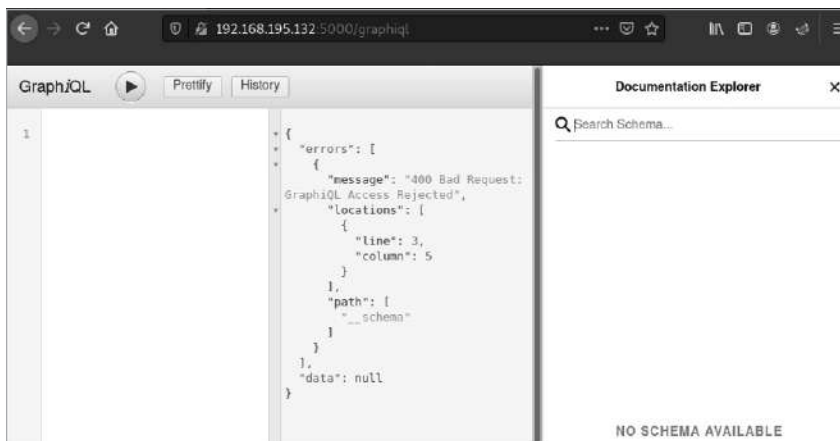 192.168.195.132:5000/graphiql
GraphiQL
Prettify
History
Documentation Explorer
1
{
"errors": [
{
"message": "400 Bad Request:
GraphiQL Access Rejected",
"locations": [
{
"line": 3,
"column": 5
}
],
"path": [
"__schema"
]
}
],
"data": null
}
Search Schema...
NO SCHEMA AVAILABLE